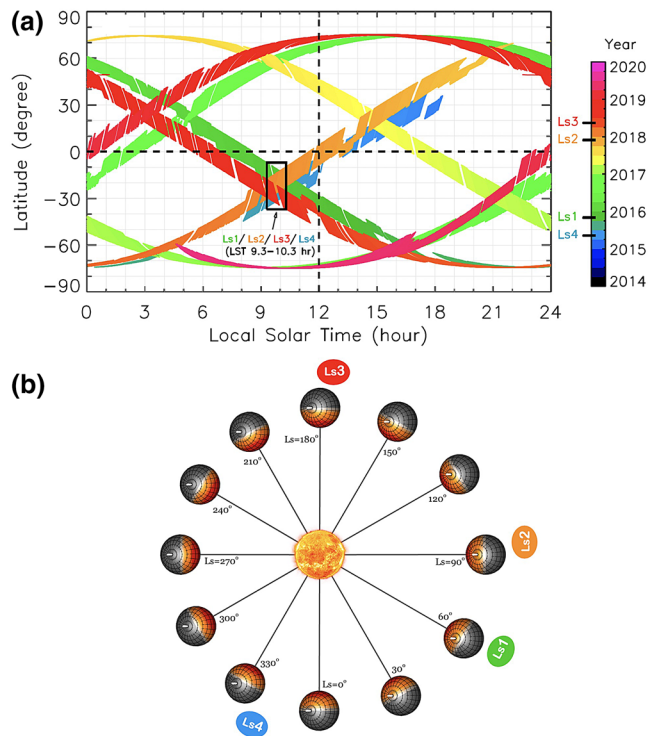 (a)
90
60
30
0
−30
−60
−90
Latitude (degree)
Ls1/Ls2/Ls3/Ls4
(LST 9.3−10.3 hr)
0 3 6 9 12 15 18 21 24
Local Solar Time (hour)
Year
2020
2019
2018
2017
2016
2015
2014
Ls3
Ls2
Ls1
Ls4
(b)
Ls3
Ls=180°
210°
150°
240°
120°
Ls=270°
Ls=90°
Ls2
300°
60°
Ls1
330°
Ls=0°
30°
Ls4